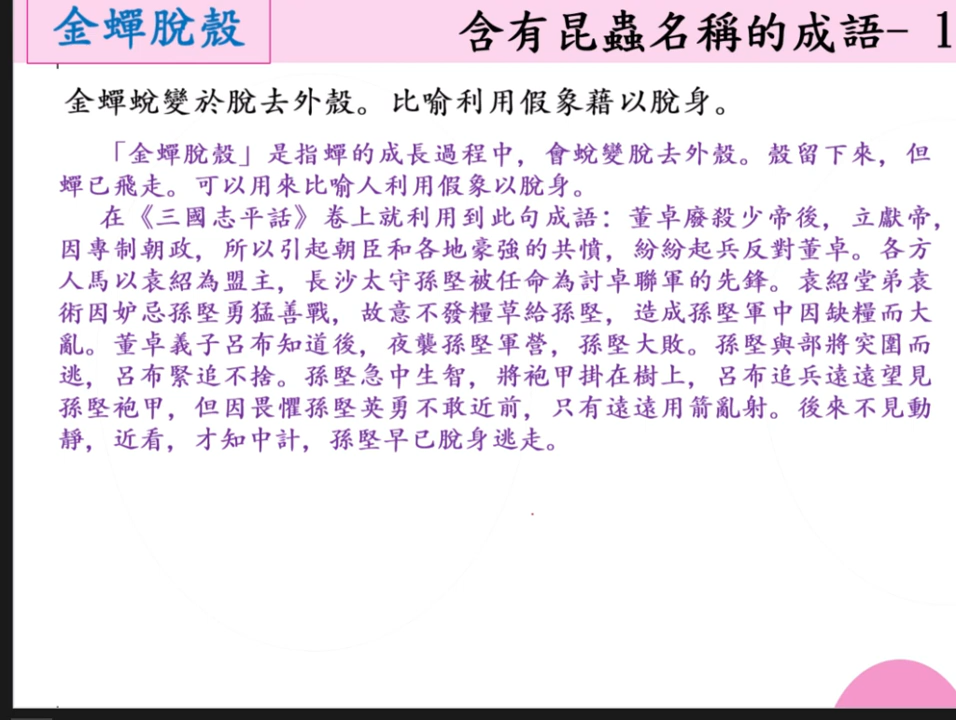 金蟬脫殼
含有昆蟲名稱的成語- 1
金蟬蛻變於脫去外殼。比喻利用假象藉以脫身。
「金蟬脫殼」是指蟬的成長過程中，會蛻變脫去外殼。殼留下來，但
蟬已飛走。可以用來比喻人利用假象以脫身。
在《三國志平話》卷上就利用到此句成語：董卓廢殺少帝後，立獻帝，
因專制朝政，所以引起朝臣和各地豪強的共憤，紛紛起兵反對董卓。各方
人馬以袁紹為盟主，長沙太守孫堅被任命為討卓聯軍的先鋒。袁紹堂弟袁
術因妒忌孫堅勇猛善戰，故意不發糧草給孫堅，造成孫堅軍中因缺糧而大
亂。董卓義子呂布知道後，夜襲孫堅軍營，孫堅大敗。孫堅與部將突圍而
逃，呂布緊追不捨。孫堅急中生智，將袍甲掛在樹上，呂布追兵遠遠望見
孫堅袍甲，但因畏懼孫堅英勇不敢近前，只有遠遠用箭亂射。後來不見動
靜，近看，才知中計，孫堅早已脫身逃走。